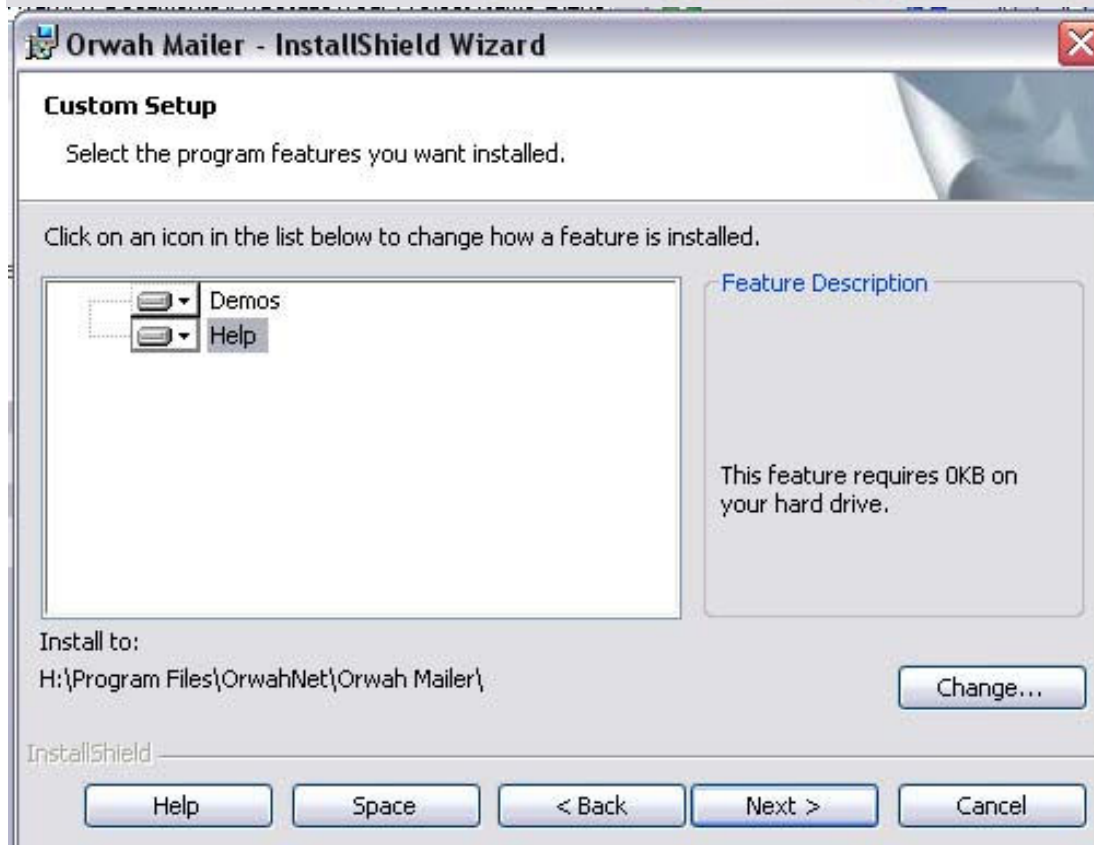 Orwah Mailer - InstallShield Wizard
Custom Setup
Select the program features you want installed.
Click on an icon in the list below to change how a feature is installed.
Demos
Help
Feature Description
This feature requires 0KB on
your hard drive.
Install to:
H:\Program Files\OrwahNet\Orwah Mailer\
Change...
InstallShield
Help
Space
< Back
Next >
Cancel